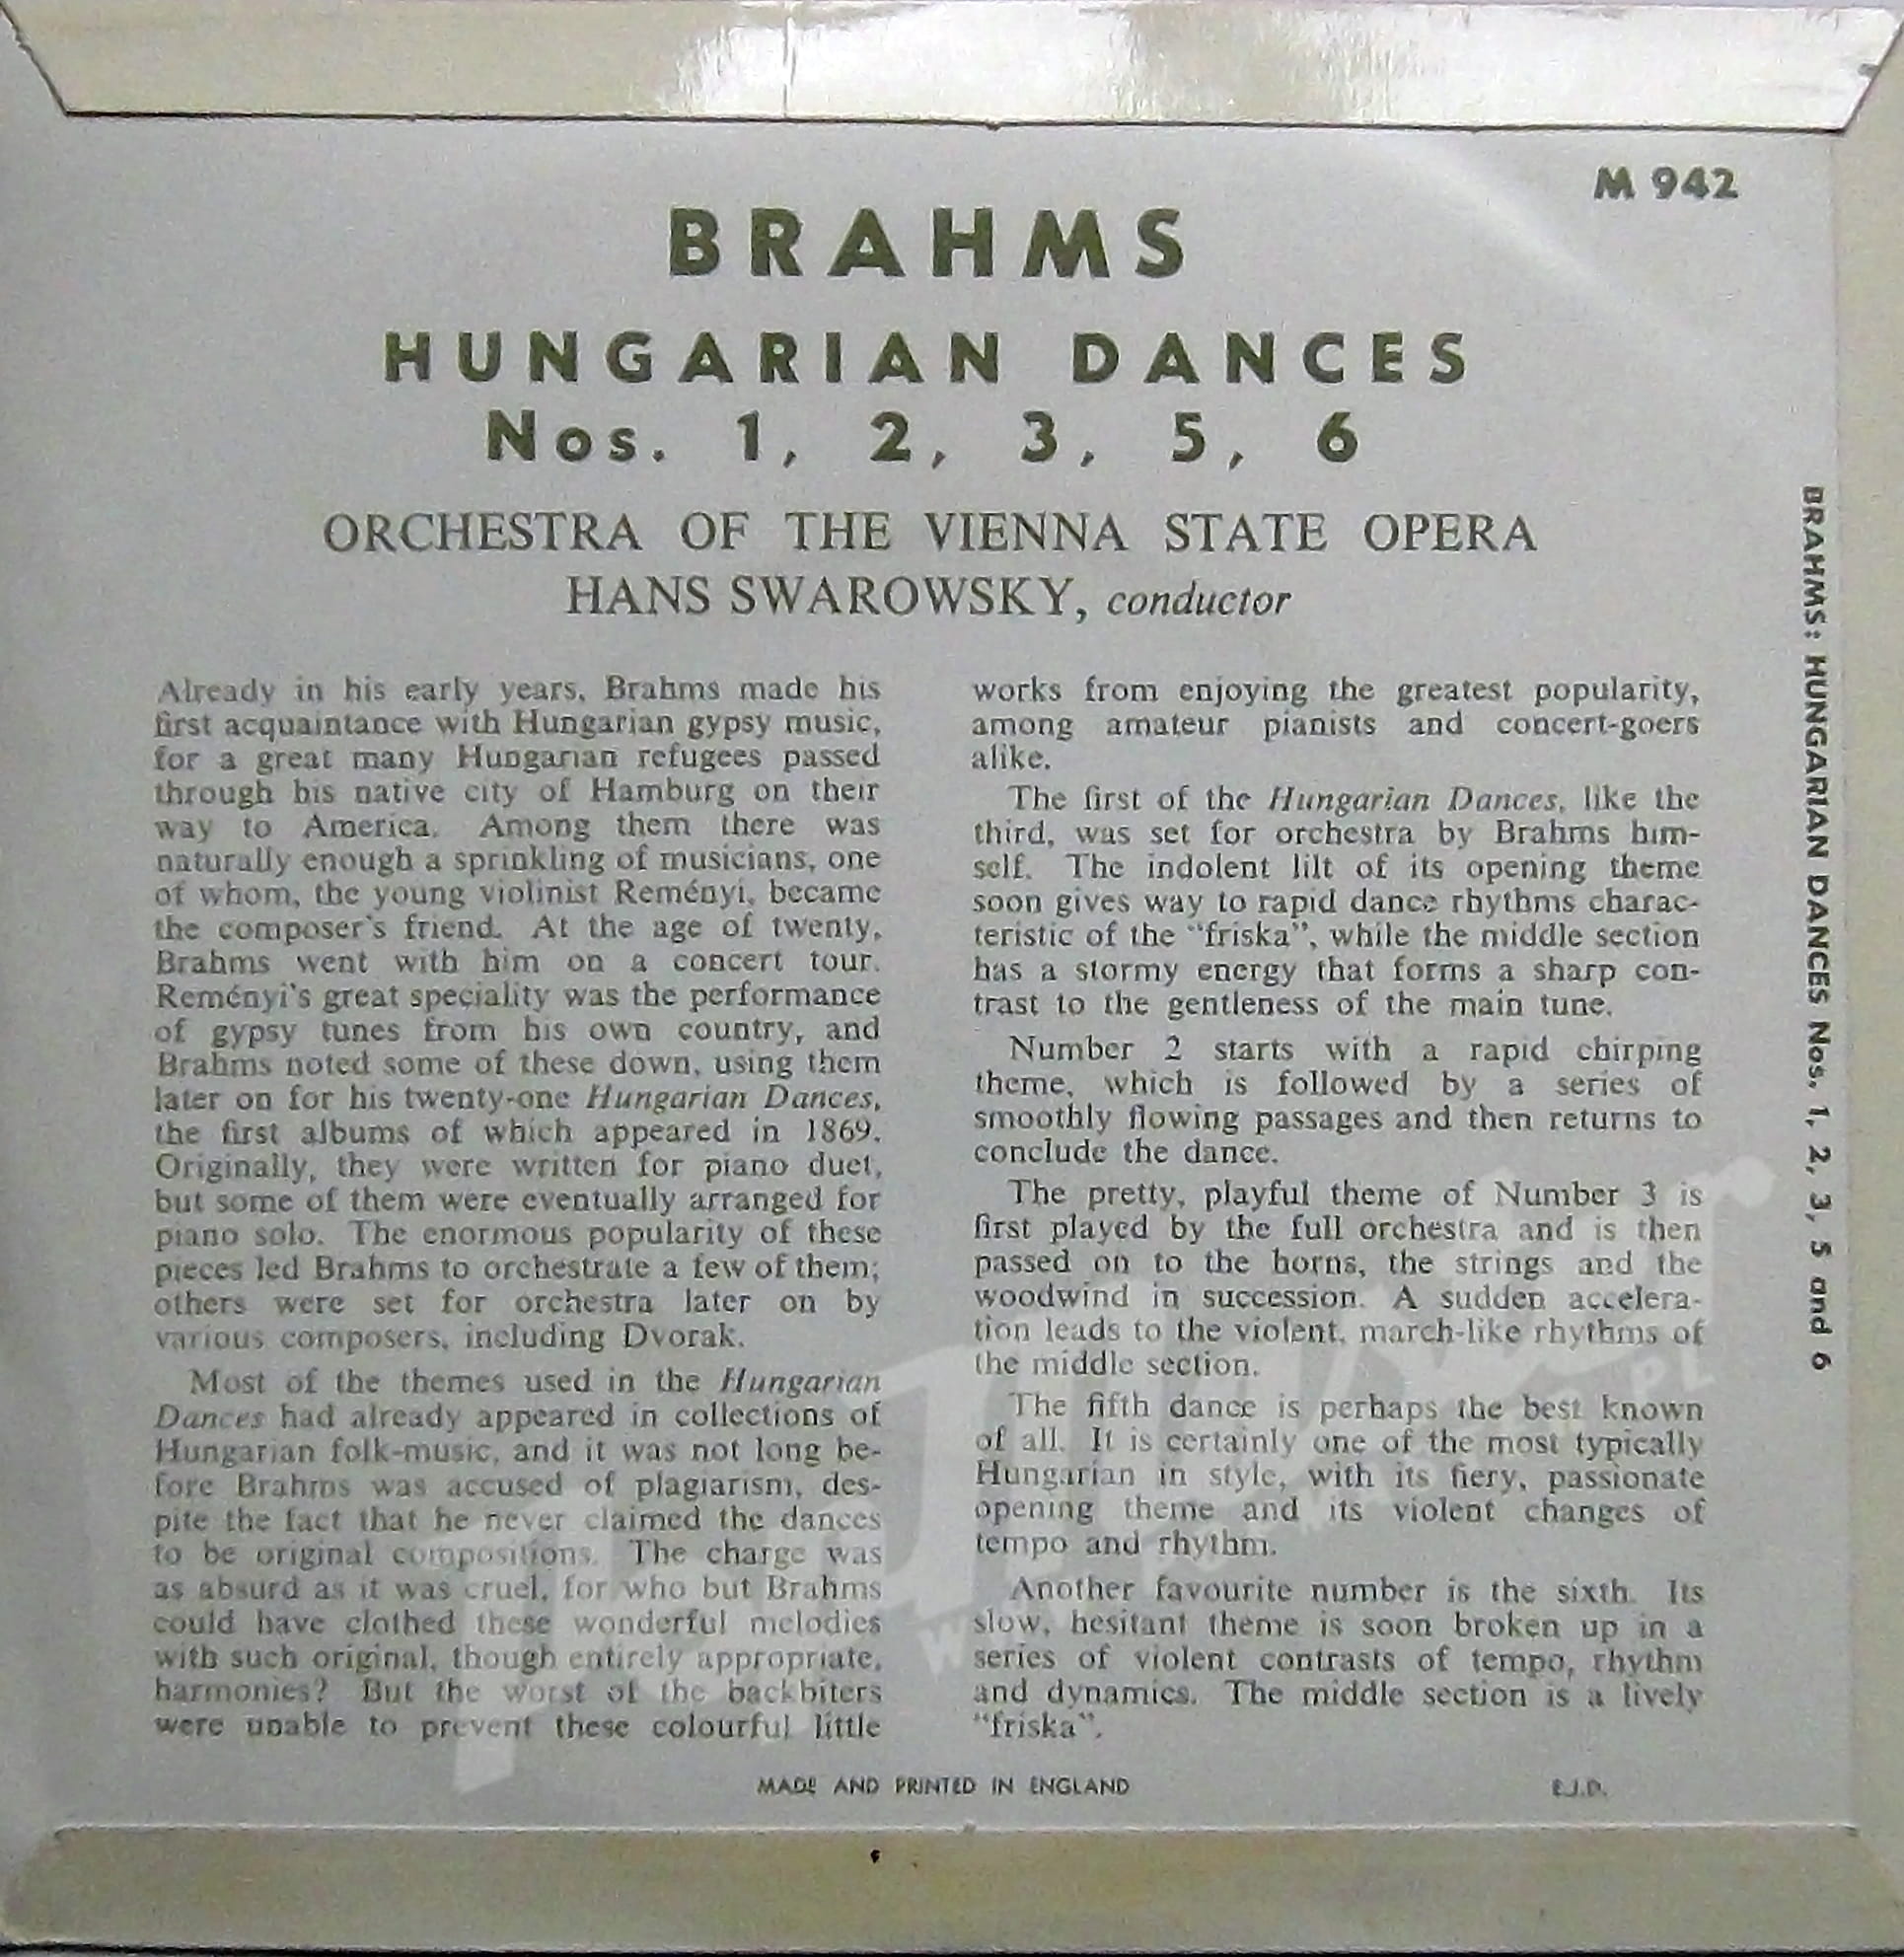 M 942
BRAHMS
HUNGARIAN DANCES
Nos. 1, 2, 3, 5, 6
ORCHESTRA OF THE VIENNA STATE OPERA
HANS SWAROWSKY, conductor
Already in his early years, Brahms made his
first acquaintance with Hungarian gypsy music,
for a great many Hungarian refugees passed
through his native city of Hamburg on their
way to America. Among them there was
naturally enough a sprinkling of musicians, one
of whom, the young violinist Reményi, became
the composer's friend. At the age of twenty,
Brahms went with him on a concert tour.
Reményi's great speciality was the performance
of gypsy tunes from his own country, and
Brahms noted some of these down, using them
later on for his twenty-one Hungarian Dances,
the first albums of which appeared in 1869.
Originally, they were written for piano duet,
but some of them were eventually arranged for
piano solo. The enormous popularity of these
pieces led Brahms to orchestrate a few of them;
others were set for orchestra later on by
various composers, including Dvorak.
Most of the themes used in the Hungarian
Dances had already appeared in collections of
Hungarian folk-music, and it was not long be-
fore Brahms was accused of plagiarism, des-
pite the fact that he never claimed the dances
to be original compositions. The charge was
as absurd as it was cruel, for who but Brahms
could have clothed these wonderful melodies
with such original, though entirely appropriate,
harmonies? But the worst of the backbiters
were unable to prevent these colourful little
works from enjoying the greatest popularity,
among amateur pianists and concert-goers
alike.
The first of the Hungarian Dances, like the
third, was set for orchestra by Brahms him-
self. The indolent lilt of its opening theme
soon gives way to rapid dance rhythms charac-
teristic of the "friska", while the middle section
has a stormy energy that forms a sharp con-
trast to the gentleness of the main tune.
Number 2 starts with a rapid chirping
theme, which is followed by a series of
smoothly flowing passages and then returns to
conclude the dance.
The pretty, playful theme of Number 3 is
first played by the full orchestra and is then
passed on to the horns, the strings and the
woodwind in succession. A sudden accelera-
tion leads to the violent, march-like rhythms of
the middle section.
The fifth dance is perhaps the best known
of all. It is certainly one of the most typically
Hungarian in style, with its fiery, passionate
opening theme and its violent changes of
tempo and rhythm.
Another favourite number is the sixth. Its
slow, hesitant theme is soon broken up in a
series of violent contrasts of tempo, rhythm
and dynamics. The middle section is a lively
"friska".
MADE AND PRINTED IN ENGLAND
E.J.D.
BRAHMS: HUNGARIAN DANCES Nos. 1, 2, 3, 5 and 6